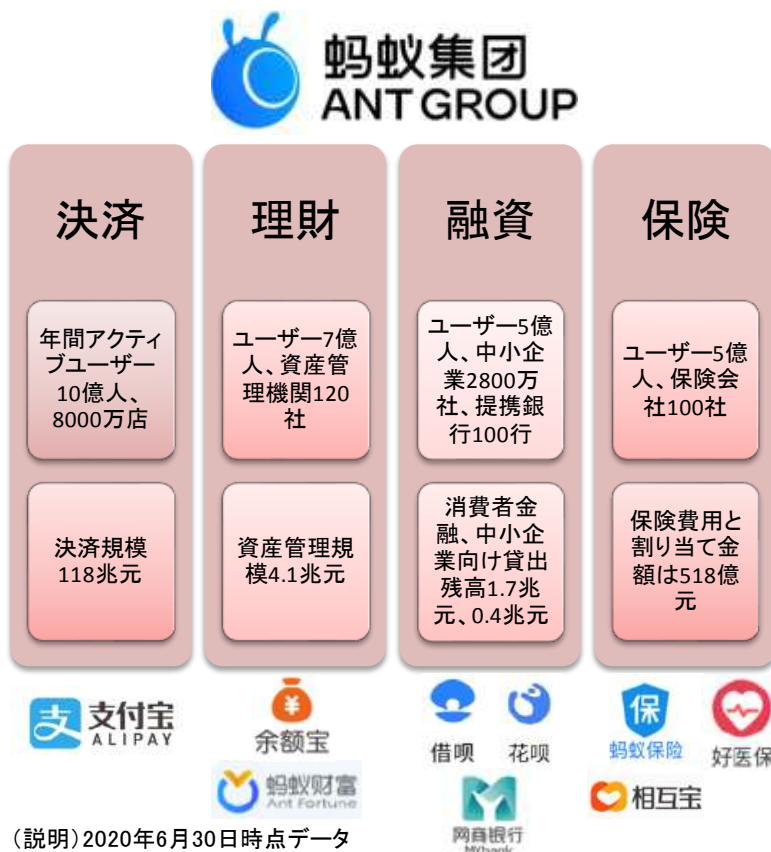 蚂蚁集团
ANT GROUP
決済
年間アクティ
ブユーザー
10億人、
8000万店
決済規模
118兆元
理財
ユーザー7億
人、資産管
理機関120
社
資産管理規
模4.1兆元
融資
ユーザー5億
人、中小企
業2800万
社、提携銀
行100行
消費者金
融、中小企
業向け貸出
残高1.7兆
元、0.4兆元
保険
ユーザー5億
人、保険会
社100社
保険費用と
割り当て金
額は518億
元
支 支付宝
ALIPAY
余额宝
蚂蚁财富
Ant Fortune
借呗
花呗
网商银行
MYbank
保
蚂蚁保险
好医保
相互宝
(説明)2020年6月30日時点データ